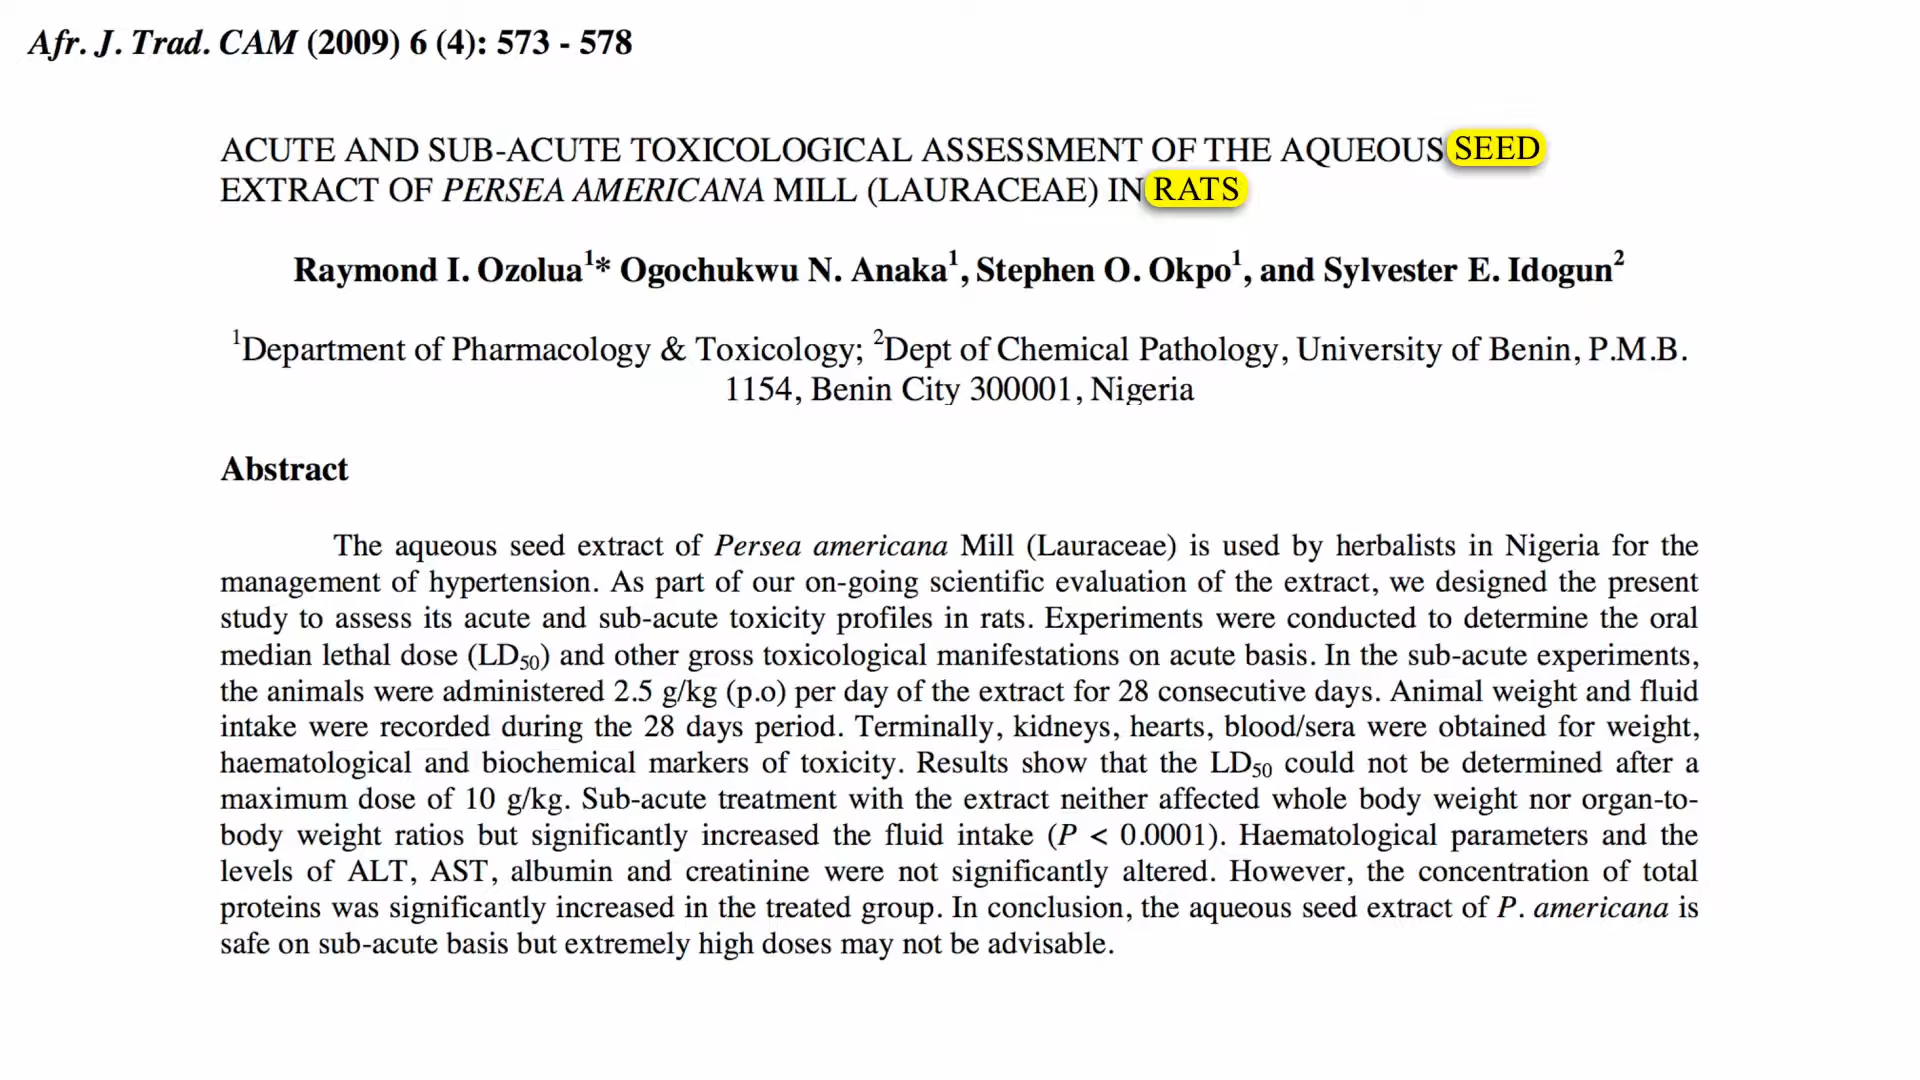 Afr. J. Trad. CAM (2009) 6 (4): 573 - 578
ACUTE AND SUB-ACUTE TOXICOLOGICAL ASSESSMENT OF THE AQUEOUS SEED
EXTRACT OF PERSEA AMERICANA MILL (LAURACEAE) IN RATS
Raymond I. Ozolua1* Ogochukwu N. Anaka1, Stephen O. Okpo1, and Sylvester E. Idogun2
1Department of Pharmacology & Toxicology; 2Dept of Chemical Pathology, University of Benin, P.M.B.
1154, Benin City 300001, Nigeria
Abstract
The aqueous seed extract of Persea americana Mill (Lauraceae) is used by herbalists in Nigeria for the
management of hypertension. As part of our on-going scientific evaluation of the extract, we designed the present
study to assess its acute and sub-acute toxicity profiles in rats. Experiments were conducted to determine the oral
median lethal dose (LD50) and other gross toxicological manifestations on acute basis. In the sub-acute experiments,
the animals were administered 2.5 g/kg (p.o) per day of the extract for 28 consecutive days. Animal weight and fluid
intake were recorded during the 28 days period. Terminally, kidneys, hearts, blood/sera were obtained for weight,
haematological and biochemical markers of toxicity. Results show that the LD50 could not be determined after a
maximum dose of 10 g/kg. Sub-acute treatment with the extract neither affected whole body weight nor organ-to-
body weight ratios but significantly increased the fluid intake (P < 0.0001). Haematological parameters and the
levels of ALT, AST, albumin and creatinine were not significantly altered. However, the concentration of total
proteins was significantly increased in the treated group. In conclusion, the aqueous seed extract of P. americana is
safe on sub-acute basis but extremely high doses may not be advisable.